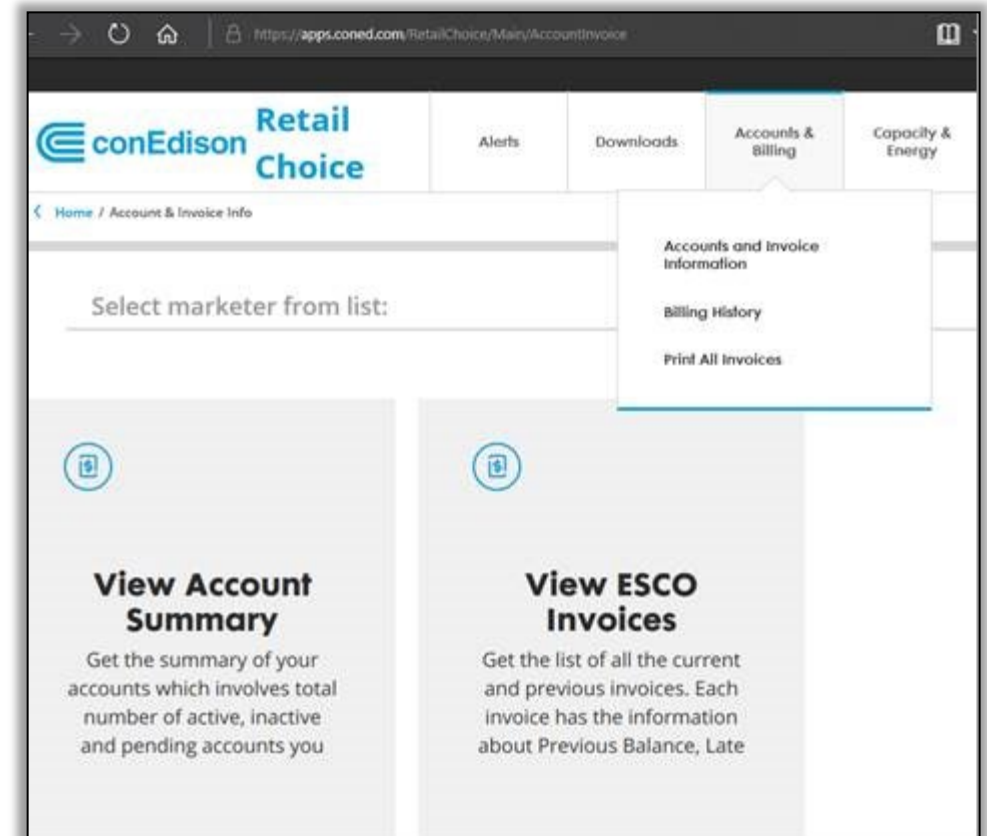 https://apps.coned.com/RetailChoice/Main/AccountInvoice
conEdison
Retail
Choice
Alerts
Downloads
Accounts &
Billing
Capacity &
Energy
Home / Account & Invoice Info
Accounts and Invoice
Information
Billing History
Print All Invoices
Select marketer from list:
View Account
Summary
Get the summary of your
accounts which involves total
number of active, inactive
and pending accounts you
View ESCO
Invoices
Get the list of all the current
and previous invoices. Each
invoice has the information
about Previous Balance, Late